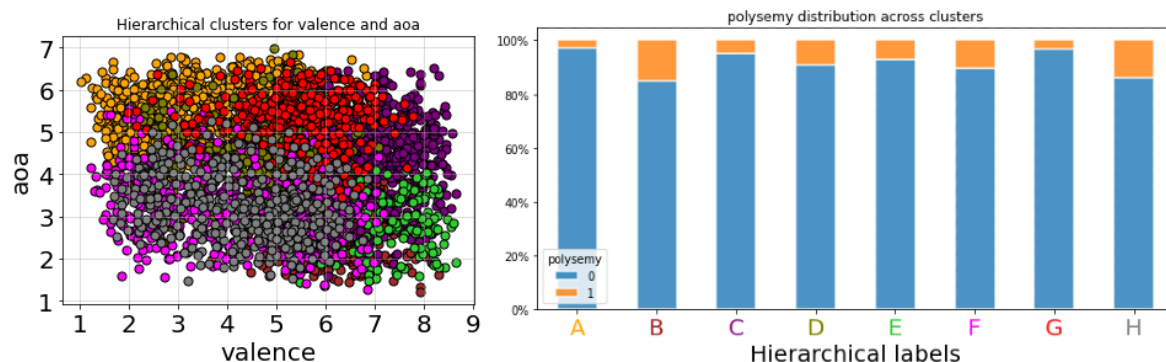 Hierarchical clusters for valence and aoa
7
6
5
4
3
2
1
aoa
1 2 3 4 5 6 7 8 9
valence
polysemy distribution across clusters
100%
80%
60%
40%
20%
0%
polysemy
0
1
A B C D E F G H
Hierarchical labels